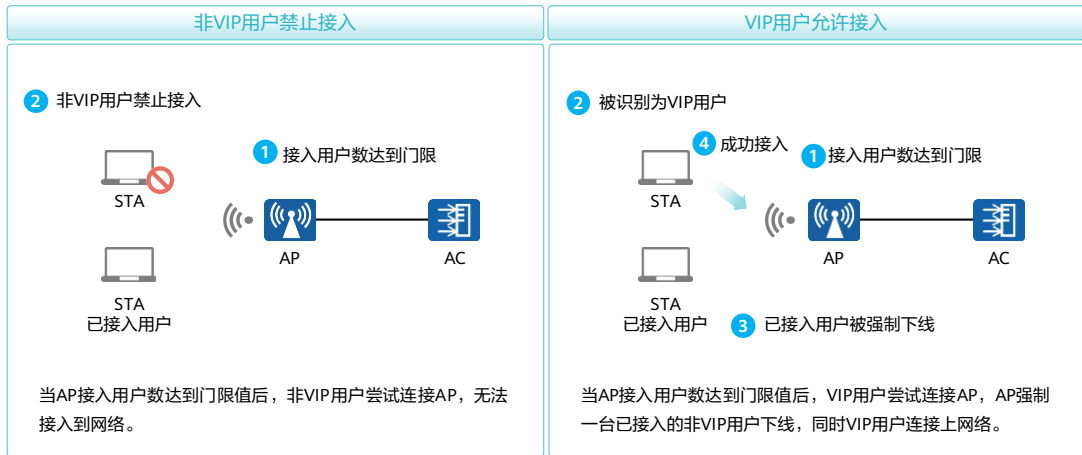 非VIP用户禁止接入
2 非VIP用户禁止接入
1 接入用户数达到门限
STA
AP
AC
STA
已接入用户
当AP接入用户数达到门限值后，非VIP用户尝试连接AP，无法
接入到网络。
VIP用户允许接入
2 被识别为VIP用户
4 成功接入
1 接入用户数达到门限
STA
AP
AC
STA
已接入用户
3 已接入用户被强制下线
当AP接入用户数达到门限值后，VIP用户尝试连接AP，AP强制
一台已接入的非VIP用户下线，同时VIP用户连接上网络。